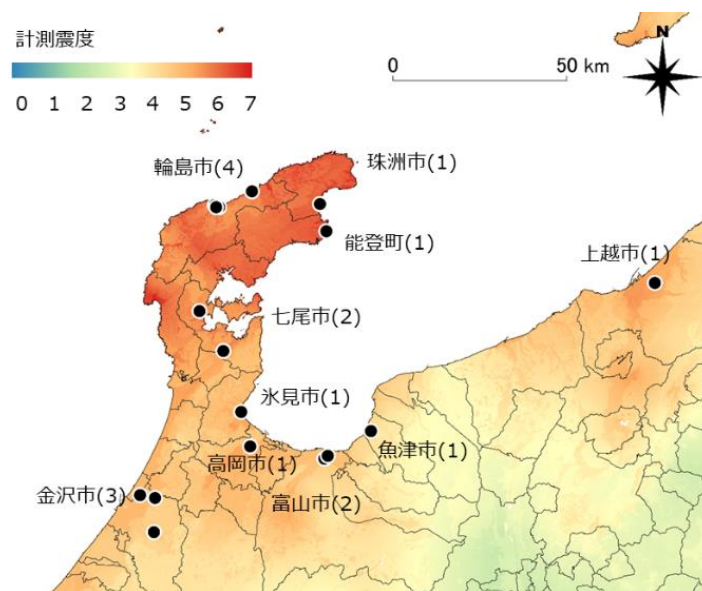 計測震度
0 1 2 3 4 5 6 7
0 50 km
N
輪島市(4)
珠洲市(1)
能登町(1)
上越市(1)
七尾市(2)
氷見市(1)
魚津市(1)
高岡市(1)
金沢市(3)
富山市(2)